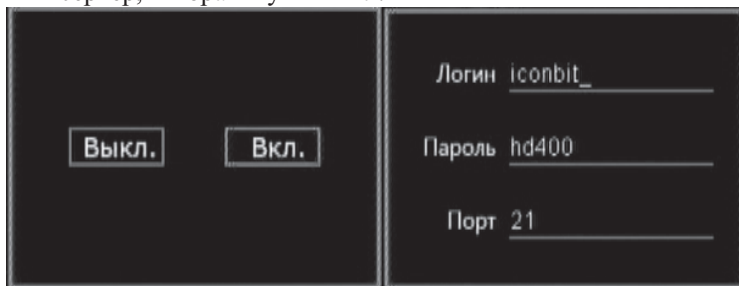 Выкл.
Вкл.
Логин iconbit_
Пароль hd400
Порт 21